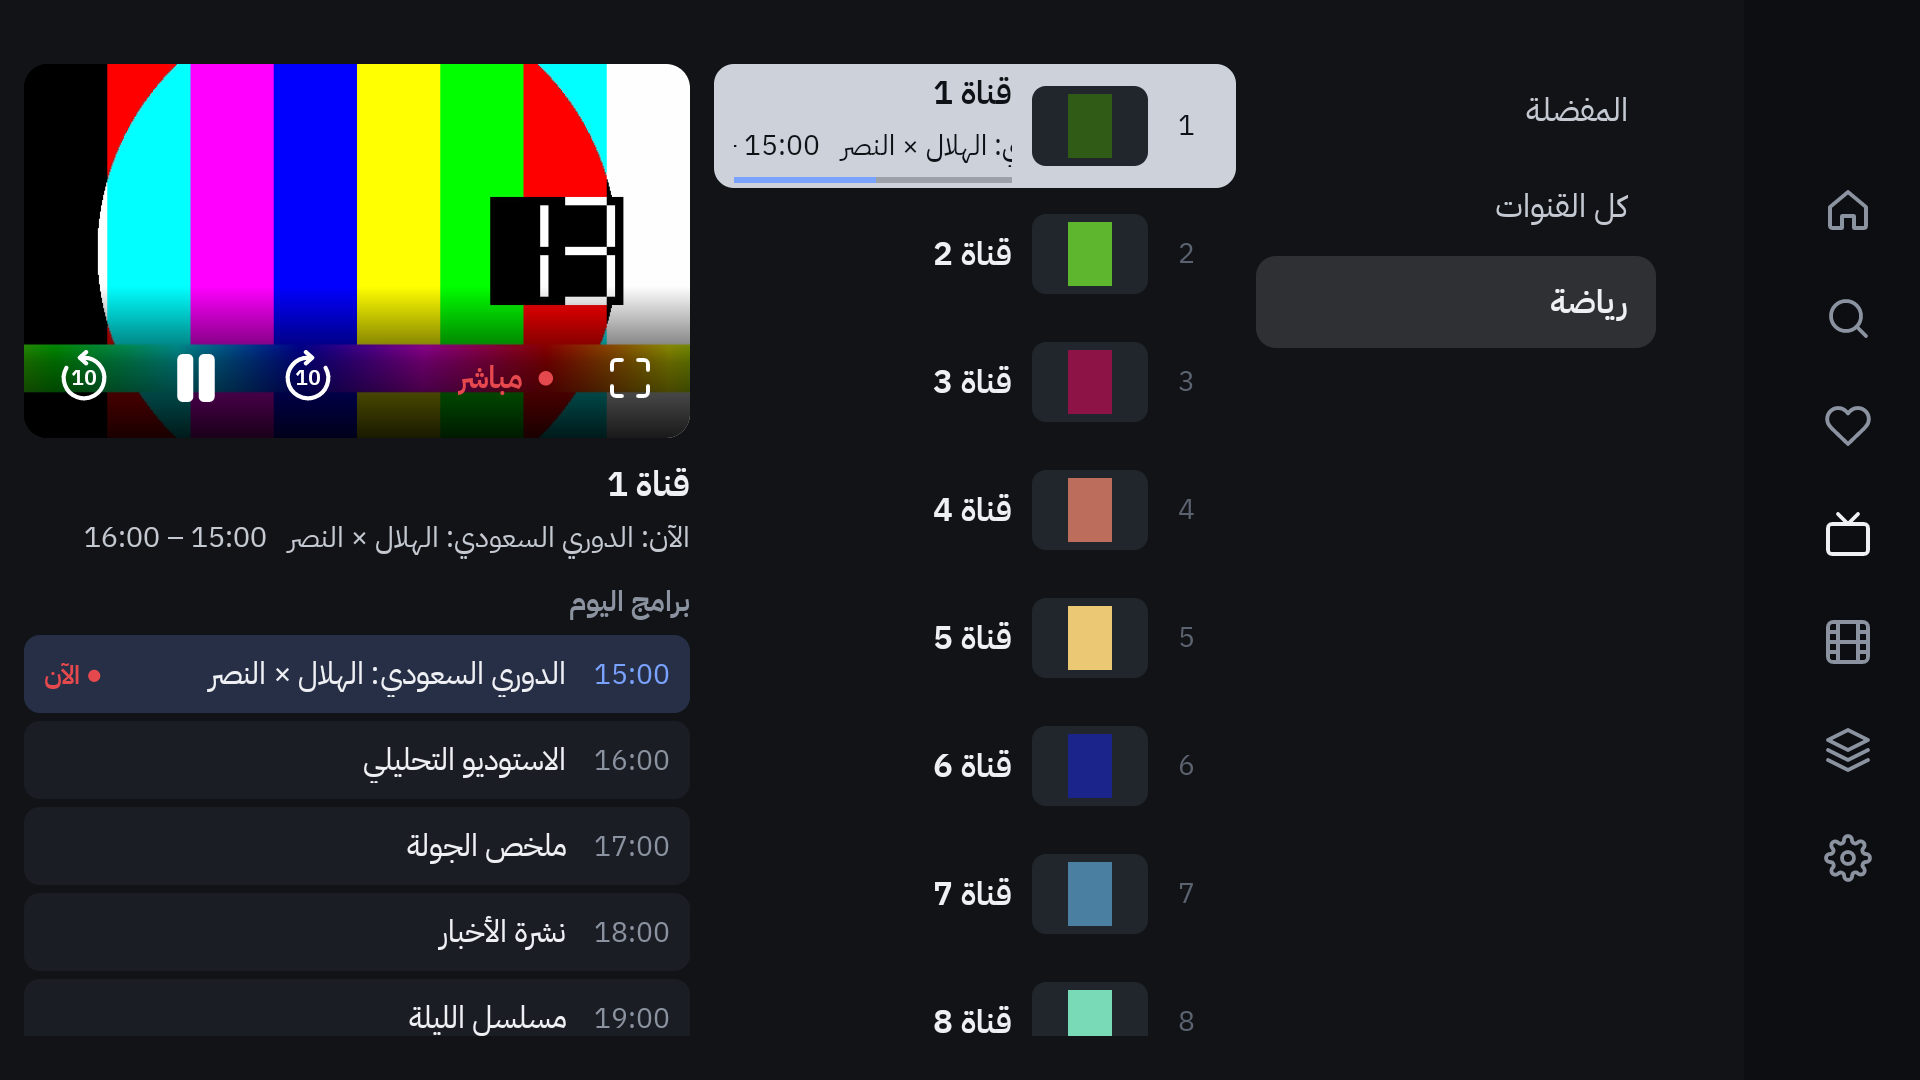 المفضلة
كل القنوات
رياضة
1
قناة 1
ي: الهلال × النصر 15:00 ·
2
قناة 2
3
قناة 3
4
قناة 4
5
قناة 5
6
قناة 6
7
قناة 7
8
قناة 8
13
10
10
مباشر
قناة 1
الآن: الدوري السعودي: الهلال × النصر 15:00 – 16:00
برامج اليوم
15:00 الدوري السعودي: الهلال × النصر الآن
16:00 الاستوديو التحليلي
17:00 ملخص الجولة
18:00 نشرة الأخبار
19:00 مسلسل الليلة